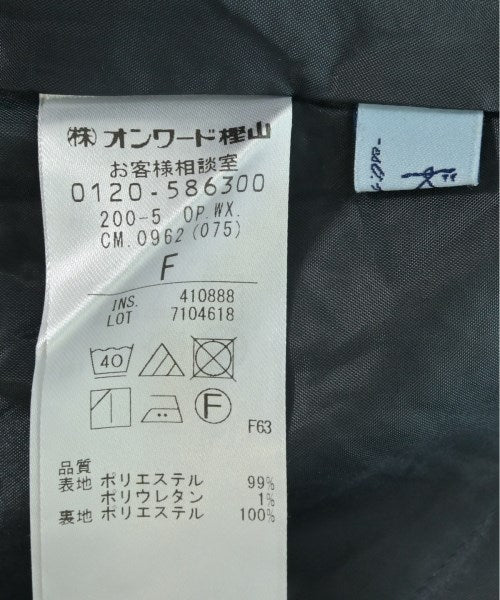 (株)オンワード樫山
お客様相談室
0120-586300
200-5 OP.WX.
CM.0962(075)
F
INS. 410888
LOT 7104618
40
F
F63
品質
表地 ポリエステル 99%
ポリウレタン 1%
裏地 ポリエステル 100%